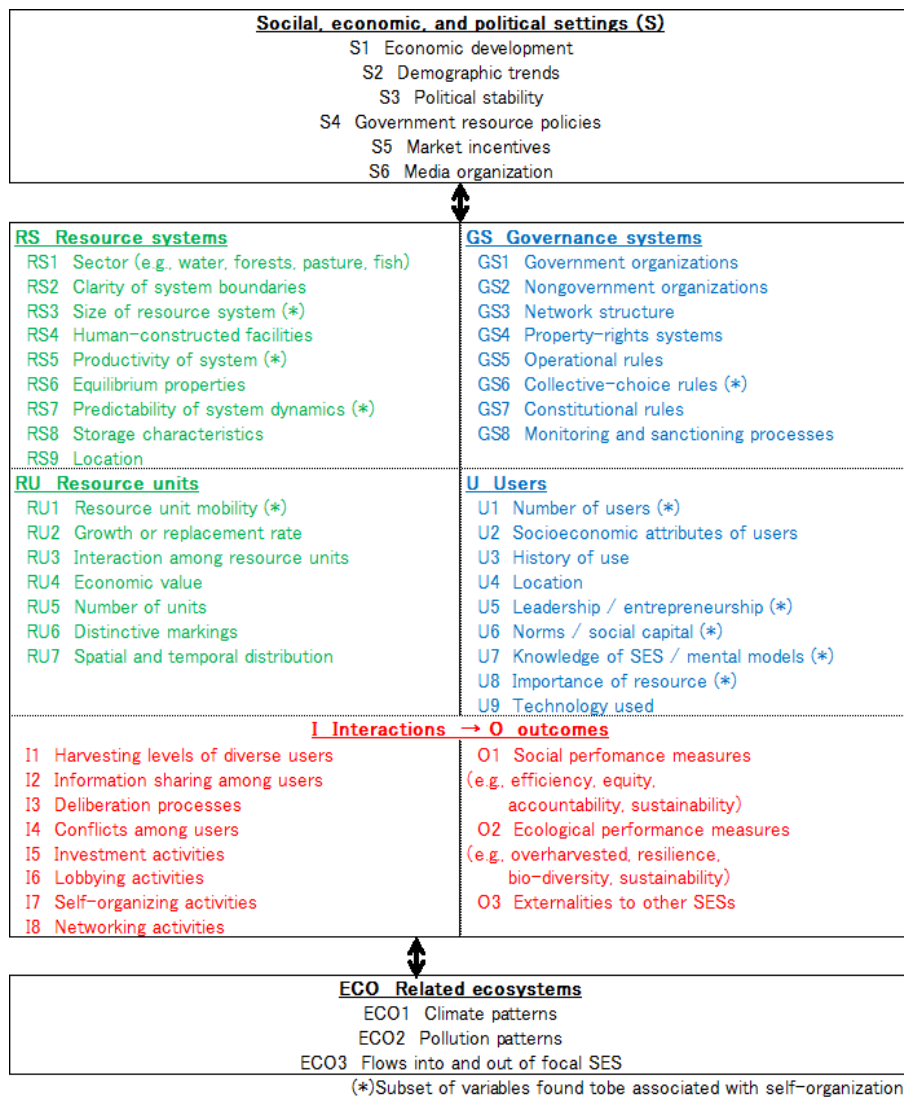 Socilal, economic, and political settings (S)
S1 Economic development
S2 Demographic trends
S3 Political stability
S4 Government resource policies
S5 Market incentives
S6 Media organization
RS Resource systems
RS1 Sector (e.g., water, forests, pasture, fish)
RS2 Clarity of system boundaries
RS3 Size of resource system (*)
RS4 Human-constructed facilities
RS5 Productivity of system (*)
RS6 Equilibrium properties
RS7 Predictability of system dynamics (*)
RS8 Storage characteristics
RS9 Location
GS Governance systems
GS1 Government organizations
GS2 Nongovernment organizations
GS3 Network structure
GS4 Property-rights systems
GS5 Operational rules
GS6 Collective-choice rules (*)
GS7 Constitutional rules
GS8 Monitoring and sanctioning processes
RU Resource units
RU1 Resource unit mobility (*)
RU2 Growth or replacement rate
RU3 Interaction among resource units
RU4 Economic value
RU5 Number of units
RU6 Distinctive markings
RU7 Spatial and temporal distribution
U Users
U1 Number of users (*)
U2 Socioeconomic attributes of users
U3 History of use
U4 Location
U5 Leadership / entrepreneurship (*)
U6 Norms / social capital (*)
U7 Knowledge of SES / mental models (*)
U8 Importance of resource (*)
U9 Technology used
I Interactions → O outcomes
I1 Harvesting levels of diverse users
I2 Information sharing among users
I3 Deliberation processes
I4 Conflicts among users
I5 Investment activities
I6 Lobbying activities
I7 Self-organizing activities
I8 Networking activities
O1 Social perfomance measures
(e.g., efficiency, equity,
accountability, sustainability)
O2 Ecological performance measures
(e.g., overharvested, resilience,
bio-diversity, sustainability)
O3 Externalities to other SESs
ECO Related ecosystems
ECO1 Climate patterns
ECO2 Pollution patterns
ECO3 Flows into and out of focal SES
(*)Subset of variables found tobe associated with self-organization